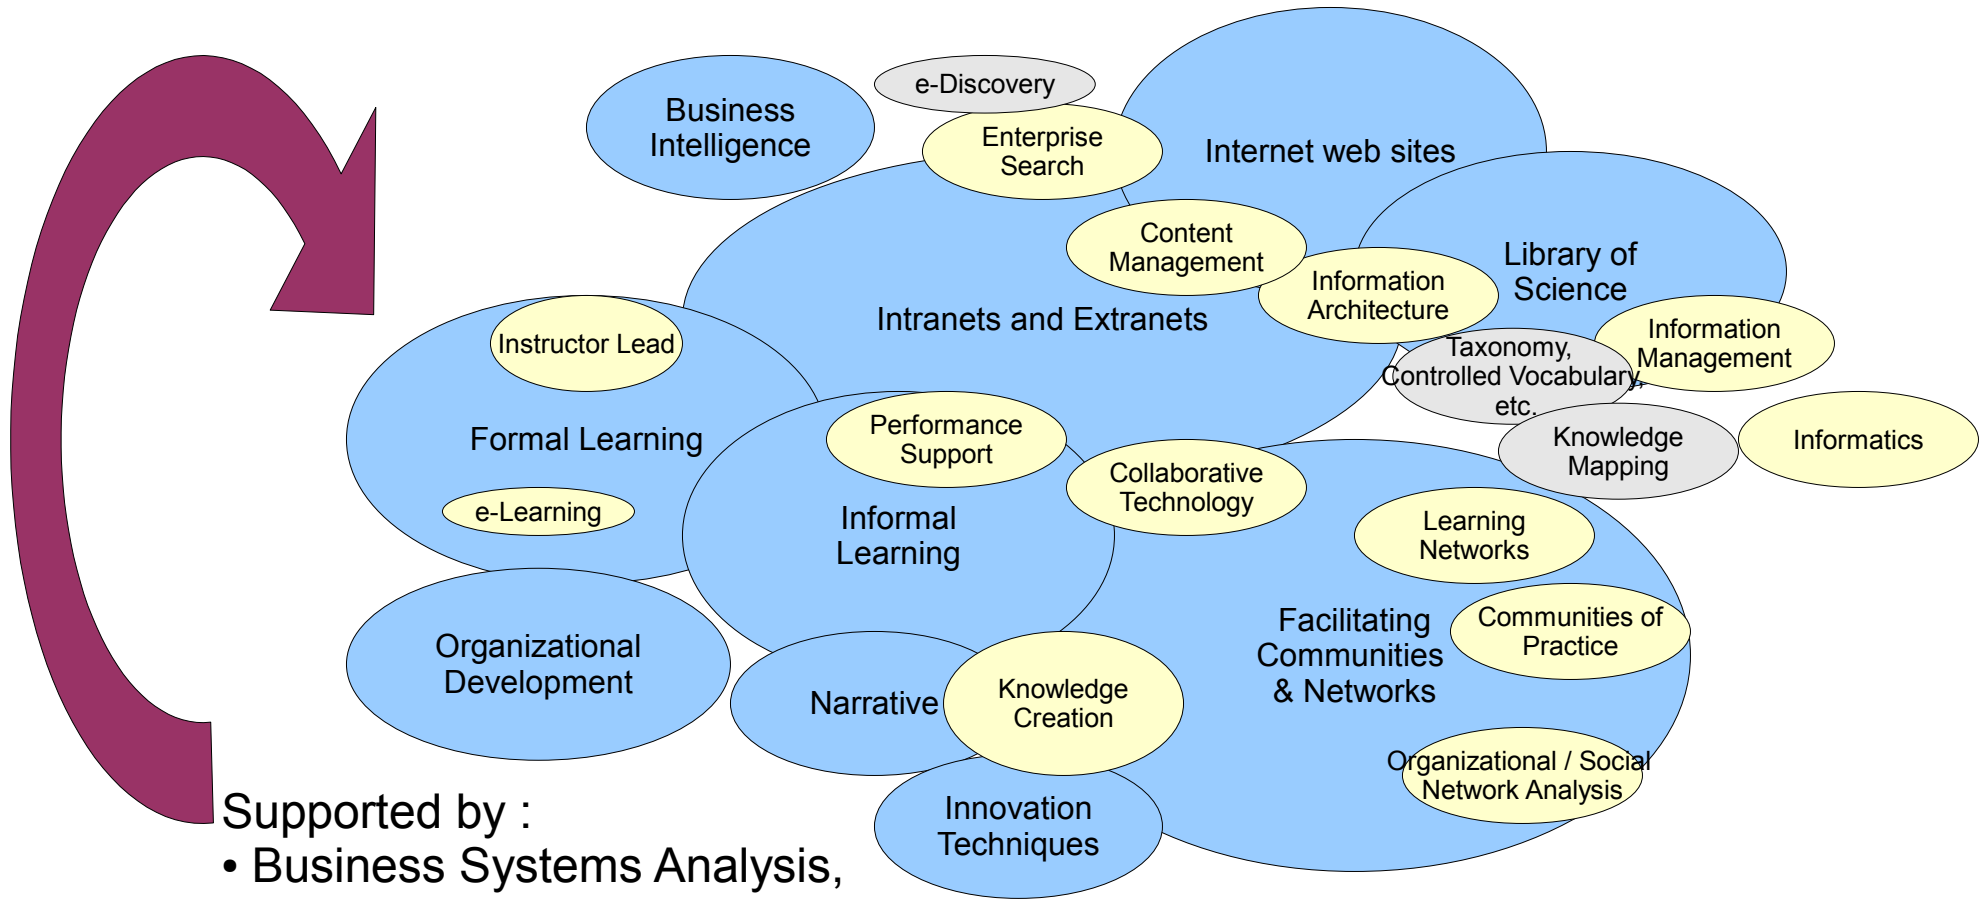 e-Discovery
Business
Intelligence
Enterprise
Search
Internet web sites
Content
Management
Library of
Science
Information
Architecture
Intranets and Extranets
Instructor Lead
Information
Management
Taxonomy,
Controlled Vocabulary,
etc.
Formal Learning
Performance
Support
Knowledge
Mapping
Informatics
Collaborative
Technology
e-Learning
Informal
Learning
Learning
Networks
Organizational
Development
Facilitating
Communities
& Networks
Communities of
Practice
Narrative
Knowledge
Creation
Organizational / Social
Network Analysis
Innovation
Techniques
Supported by :
• Business Systems Analysis,